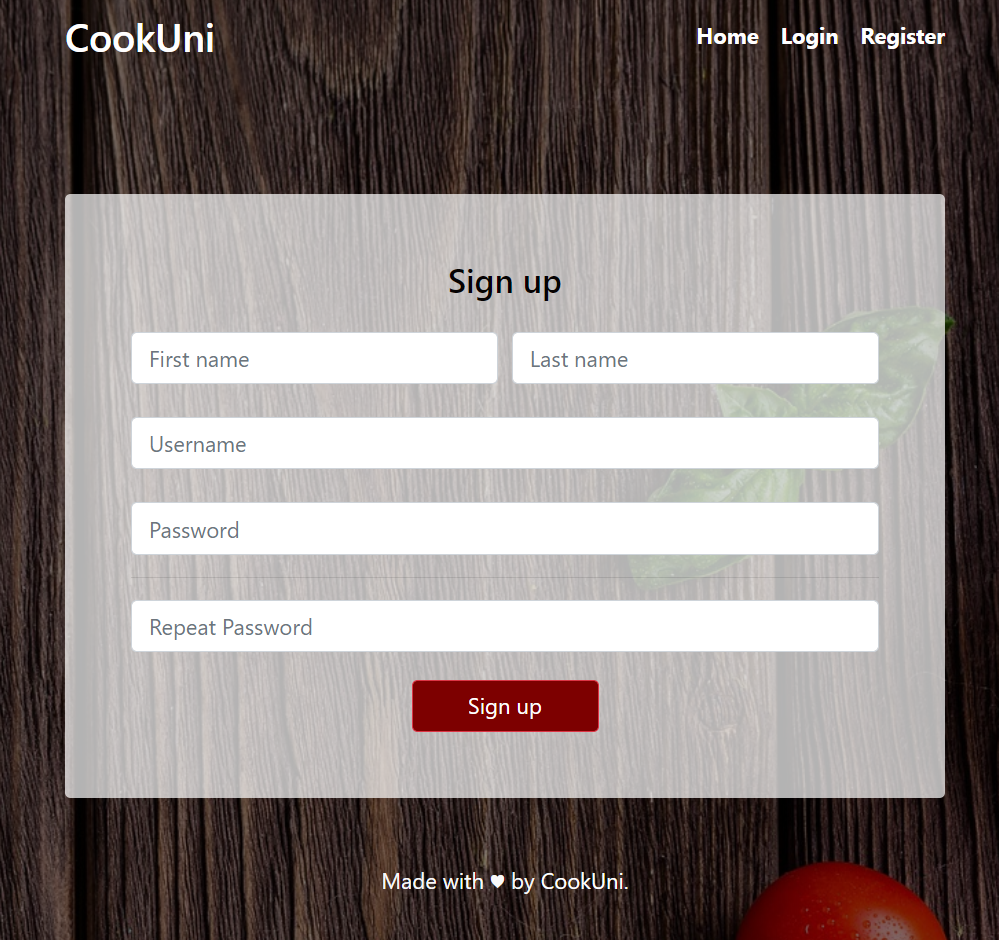 CookUni
Home Login Register
Sign up
First name Last name
Username
Password
Repeat Password
Sign up
Made with ♥ by CookUni.